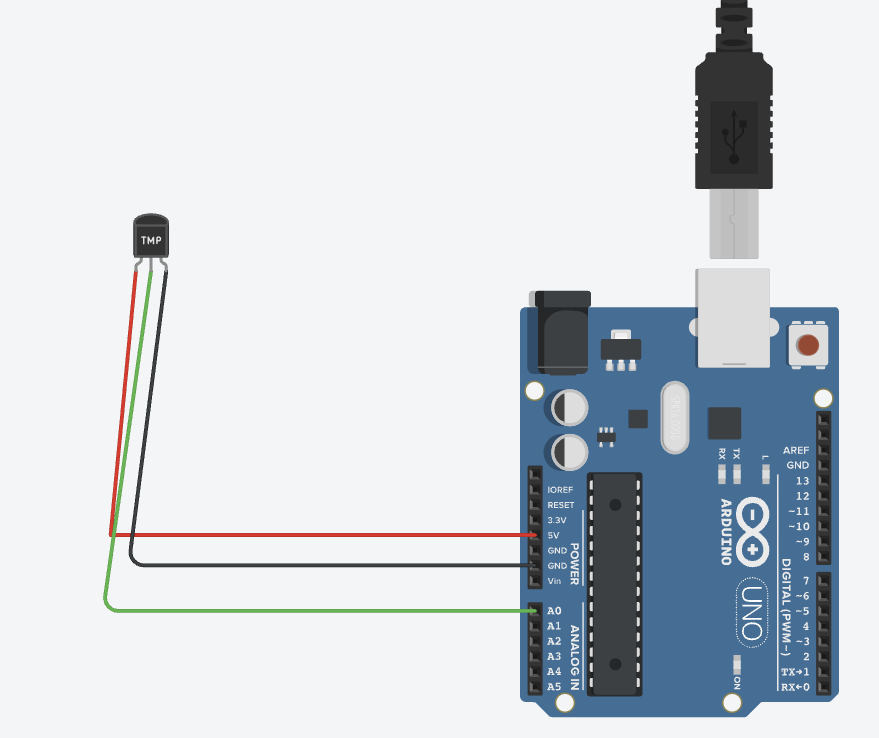 TMP
IOREF
RESET
3.3V
5V
GND
GND
Vin
POWER
A0
A1
A2
A3
A4
A5
ANALOG IN
RX
TX
L
ARDUINO
UNO
ON
AREF
GND
13
12
~11
~10
~9
8
7
~6
~5
4
~3
2
TX→1
RX←0
DIGITAL (PWM~)